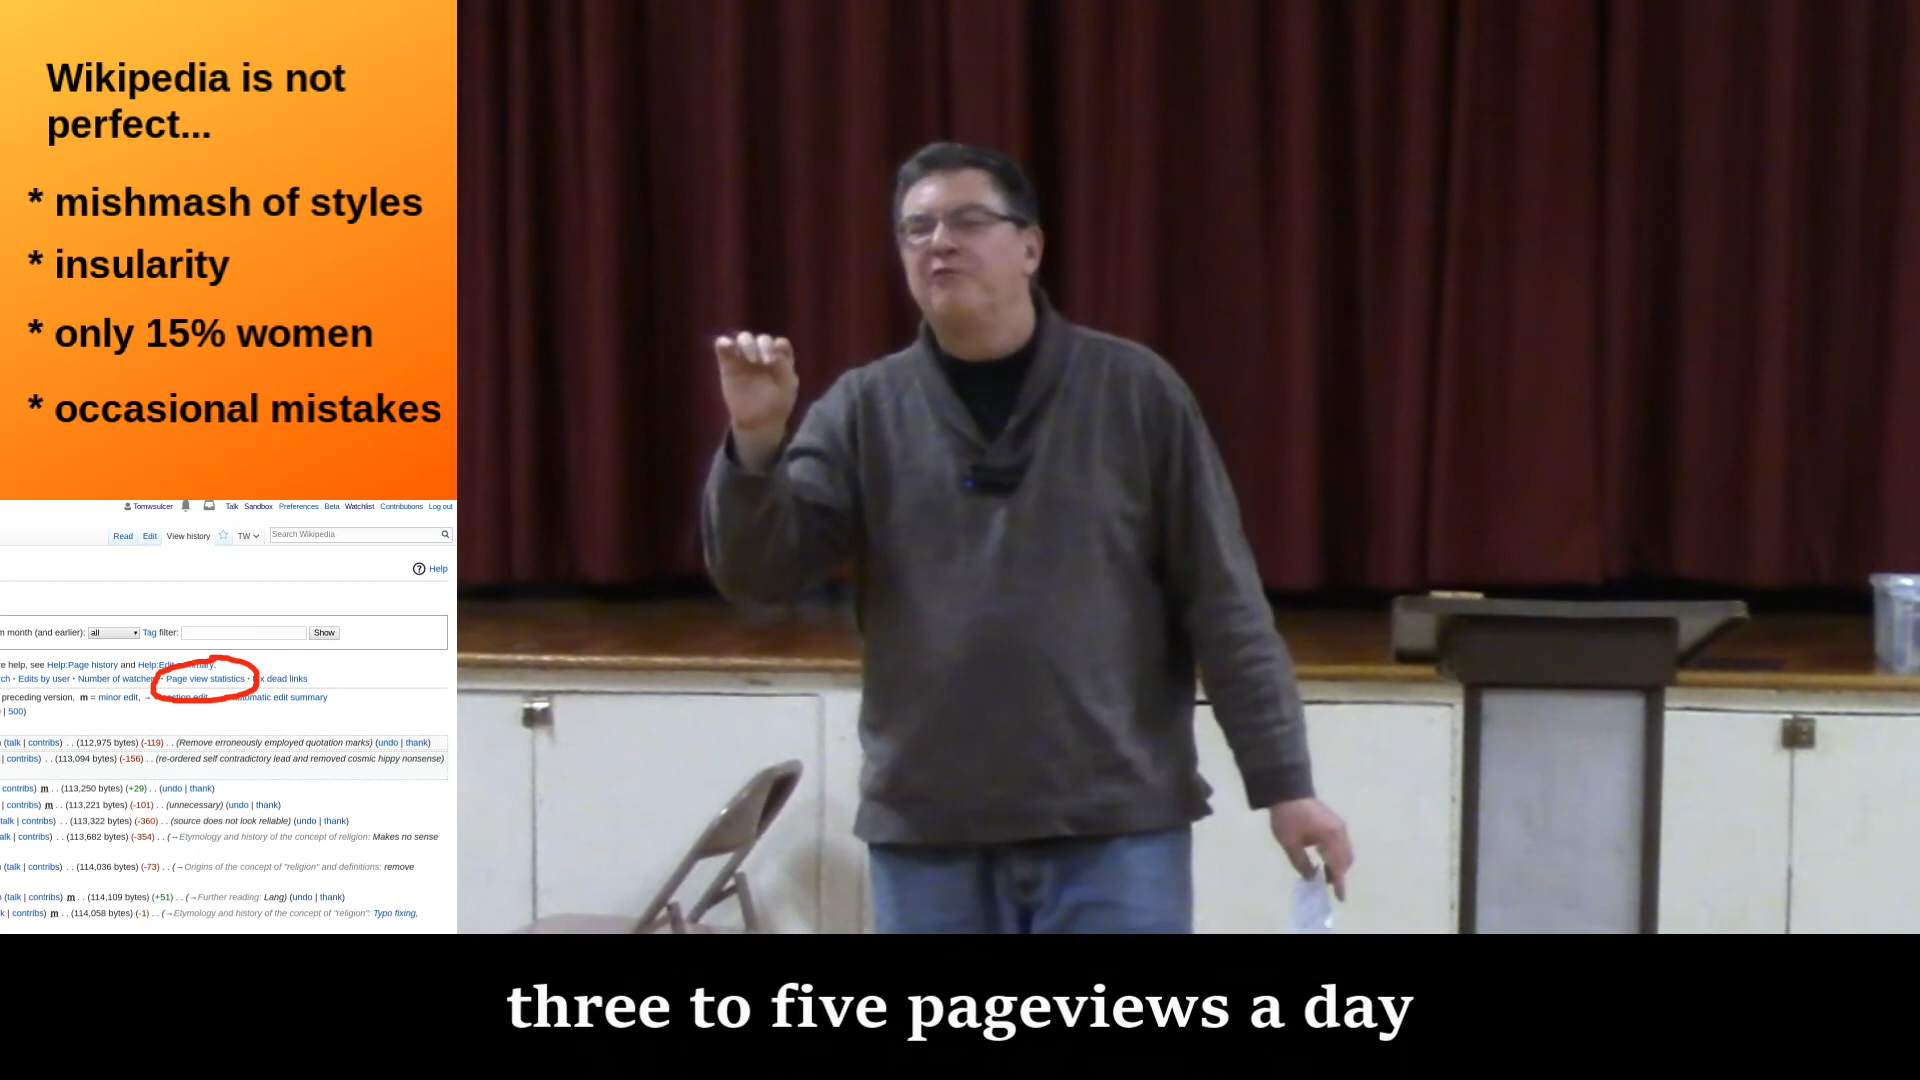 Wikipedia is not
perfect...
* mishmash of styles
* insularity
* only 15% women
* occasional mistakes
Tomwsulcer Talk Sandbox Preferences Beta Watchlist Contributions Log out
Read Edit View history TW Search Wikipedia
Help
month (and earlier): all Tag filter: Show
help, see Help:Page history and Help:Edit summary.
Edits by user · Number of watchers · Page view statistics · Fix dead links
preceding version, m = minor edit, → section edit, automatic edit summary
| 500)
(talk | contribs) . . (112,975 bytes) (-119) . . (Remove erroneously employed quotation marks) (undo | thank)
| contribs) . . (113,094 bytes) (-156) . . (re-ordered self contradictory lead and removed cosmic hippy nonsense)
contribs) m . . (113,250 bytes) (+29) . . (undo | thank)
| contribs) m . . (113,221 bytes) (-101) . . (unnecessary) (undo | thank)
talk | contribs) . . (113,322 bytes) (-360) . . (source does not look reliable) (undo | thank)
| contribs) . . (113,682 bytes) (-354) . . (→Etymology and history of the concept of religion: Makes no sense
(talk | contribs) . . (114,036 bytes) (-73) . . (→Origins of the concept of "religion" and definitions: remove
(talk | contribs) m . . (114,109 bytes) (+51) . . (→Further reading: Lang) (undo | thank)
| contribs) m . . (114,058 bytes) (-1) . . (→Etymology and history of the concept of "religion": Typo fixing,
three to five pageviews a day